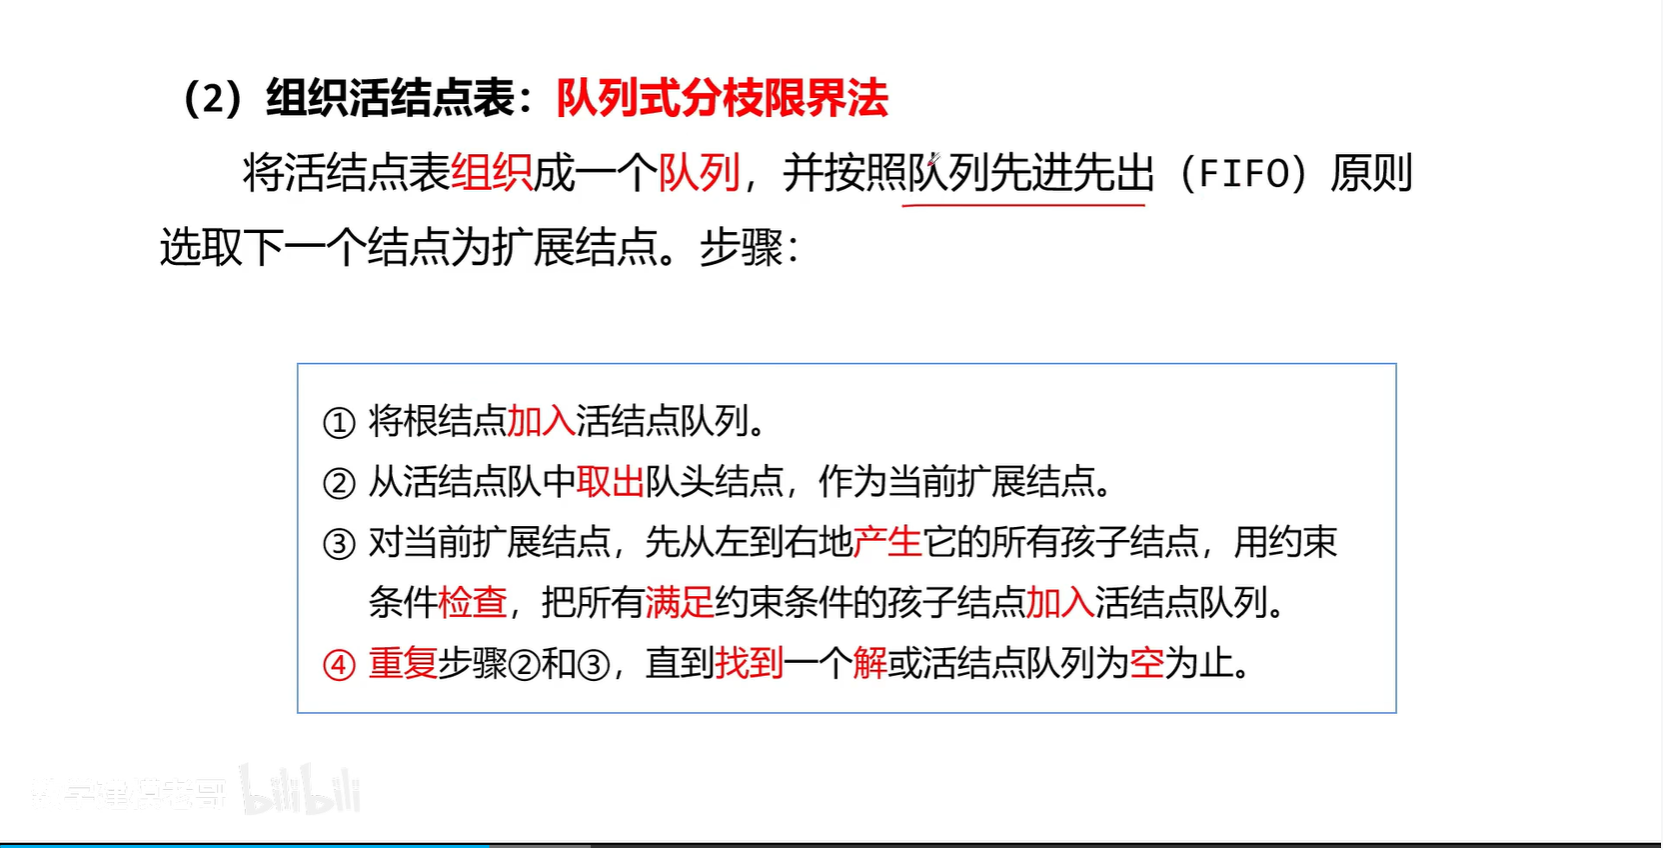 （2）组织活结点表：队列式分枝限界法
将活结点表组织成一个队列，并按照队列先进先出（FIFO）原则
选取下一个结点为扩展结点。步骤：
① 将根结点加入活结点队列。
② 从活结点队中取出队头结点，作为当前扩展结点。
③ 对当前扩展结点，先从左到右地产生它的所有孩子结点，用约束
条件检查，把所有满足约束条件的孩子结点加入活结点队列。
④ 重复步骤②和③，直到找到一个解或活结点队列为空为止。
数学建模老哥 bilibili